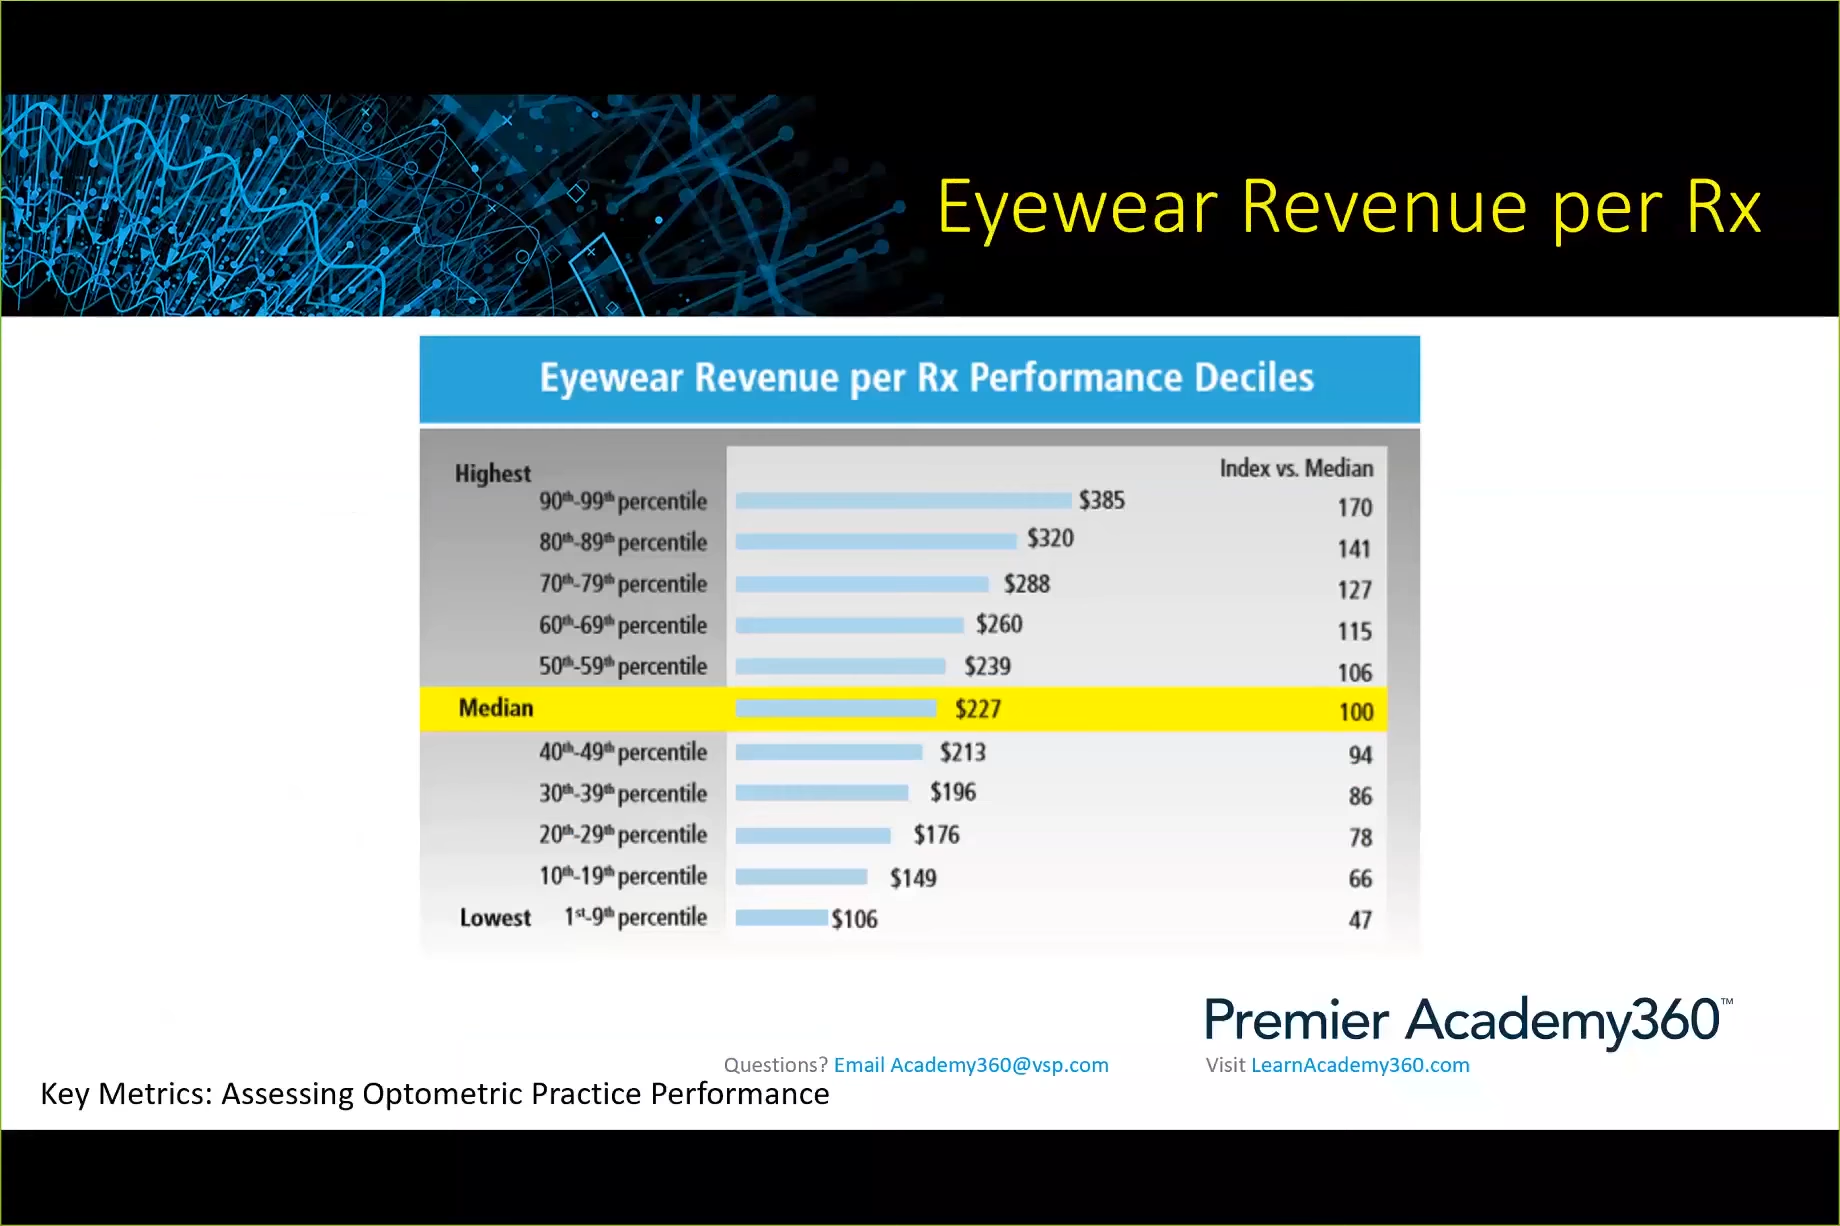 Eyewear Revenue per Rx
Eyewear Revenue per Rx Performance Deciles
Index vs. Median
Highest
90th-99th percentile $385 170
80th-89th percentile $320 141
70th-79th percentile $288 127
60th-69th percentile $260 115
50th-59th percentile $239 106
Median $227 100
40th-49th percentile $213 94
30th-39th percentile $196 86
20th-29th percentile $176 78
10th-19th percentile $149 66
Lowest 1st-9th percentile $106 47
Premier Academy360™
Questions? Email Academy360@vsp.com Visit LearnAcademy360.com
Key Metrics: Assessing Optometric Practice Performance